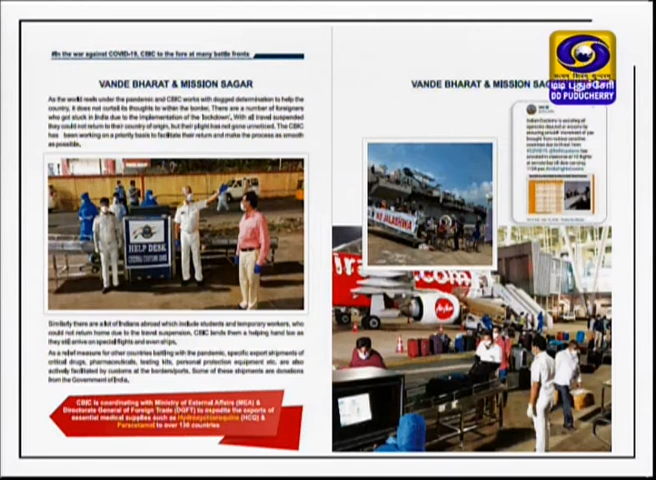 #In the war against COVID-19, CBIC to the fore at many battle fronts
VANDE BHARAT & MISSION SAGAR
As the world reels under the pandemic and CBIC works with dogged determination to help the
country, it does not curtail its thoughts to within the border. There are a number of foreigners
who got stuck in India due to the implementation of the 'lockdown'. With all travel suspended
they could not return to their country of origin, but their plight has not gone unnoticed. The CBIC
has been working on a priority basis to facilitate their return and make the process as smooth
as possible.
HELP DESK
CHENNAI CUSTOMS ZONE
Similarly there are a lot of Indians abroad which include students and temporary workers, who
could not return home due to the travel suspension. CBIC lends them a helping hand too as
they still arrive on special flights and even ships.
As a relief measure for other countries battling with the pandemic, specific export shipments of
critical drugs, pharmaceuticals, testing kits, personal protection equipment etc. are also
actively facilitated by customs at the ports/airports. Some of these shipments are donations
from the Government of India.
CBIC is coordinating with Ministry of External Affairs (MEA) &
Directorate General of Foreign Trade (DGFT) to expedite the exports of
essential medical supplies such as Hydroxychloroquine (HCQ) &
Paracetamol to over 130 countries
VANDE BHARAT & MISSION SAG
JALASHWA
.com
DD PUDUCHERRY